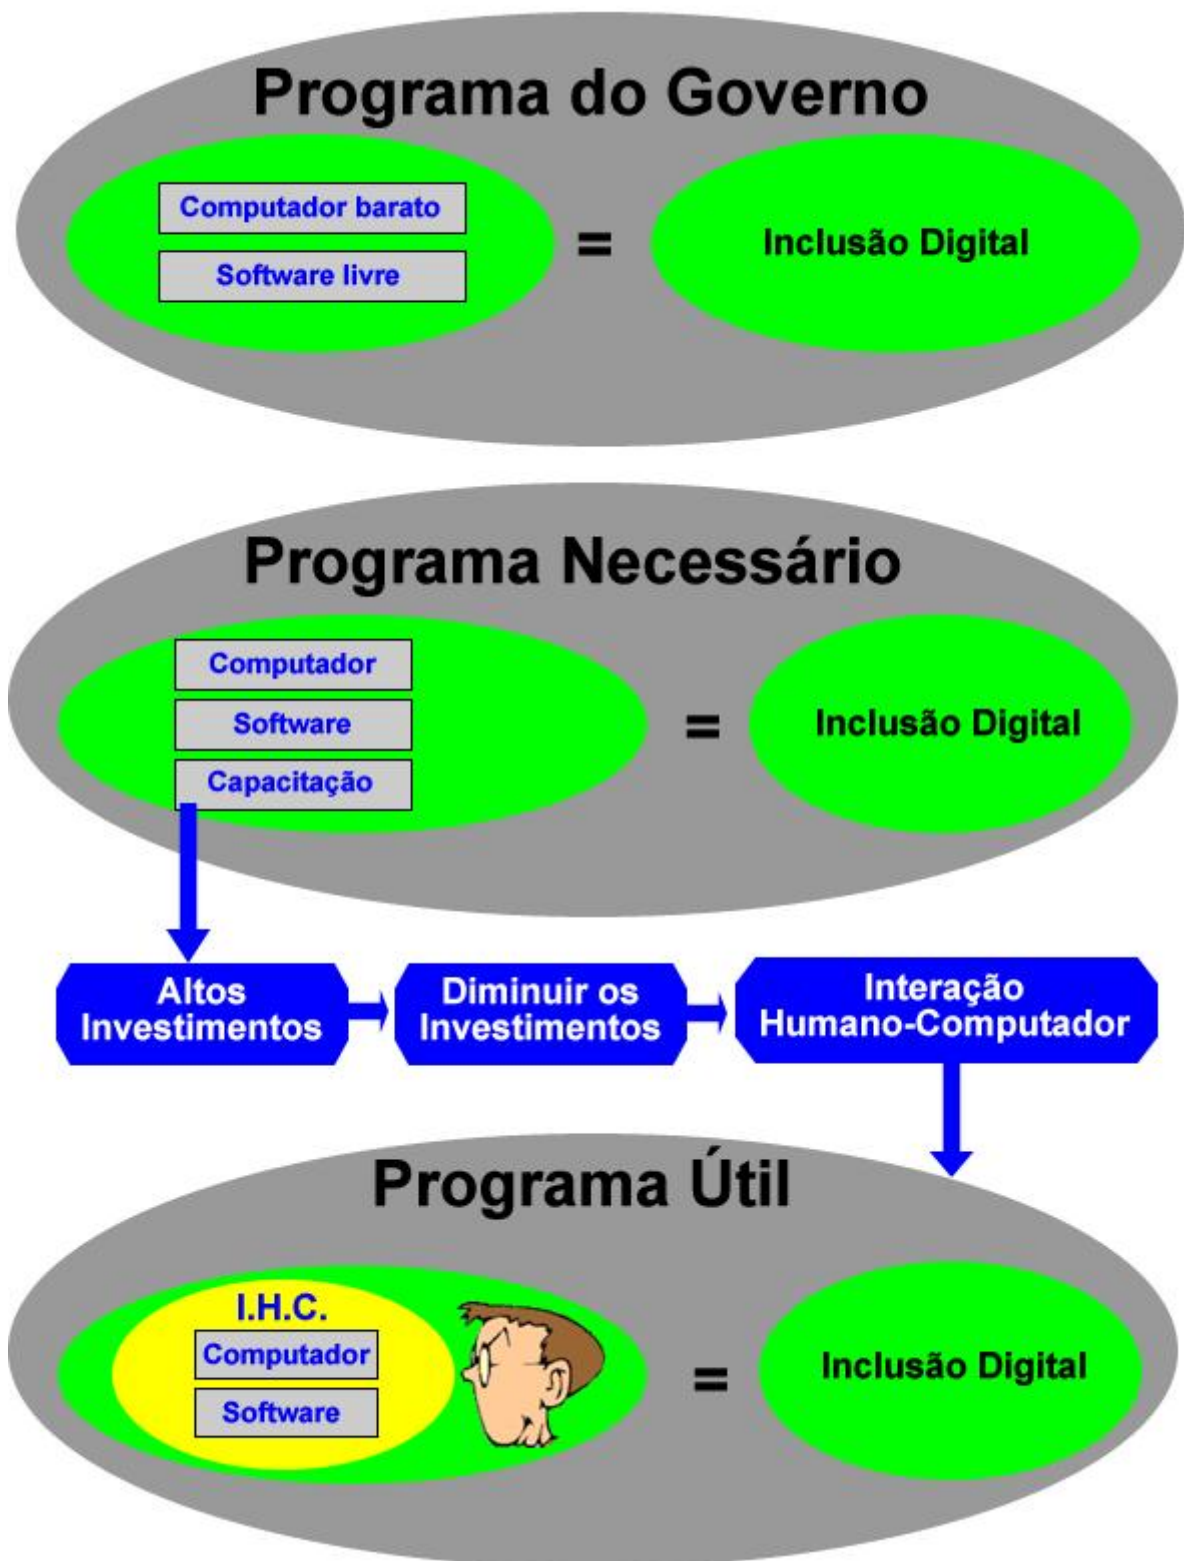 Programa do Governo
Computador barato
Software livre
=
Inclusão Digital
Programa Necessário
Computador
Software
Capacitação
=
Inclusão Digital
Altos
Investimentos
Diminuir os
Investimentos
Interação
Humano-Computador
Programa Útil
I.H.C.
Computador
Software
=
Inclusão Digital